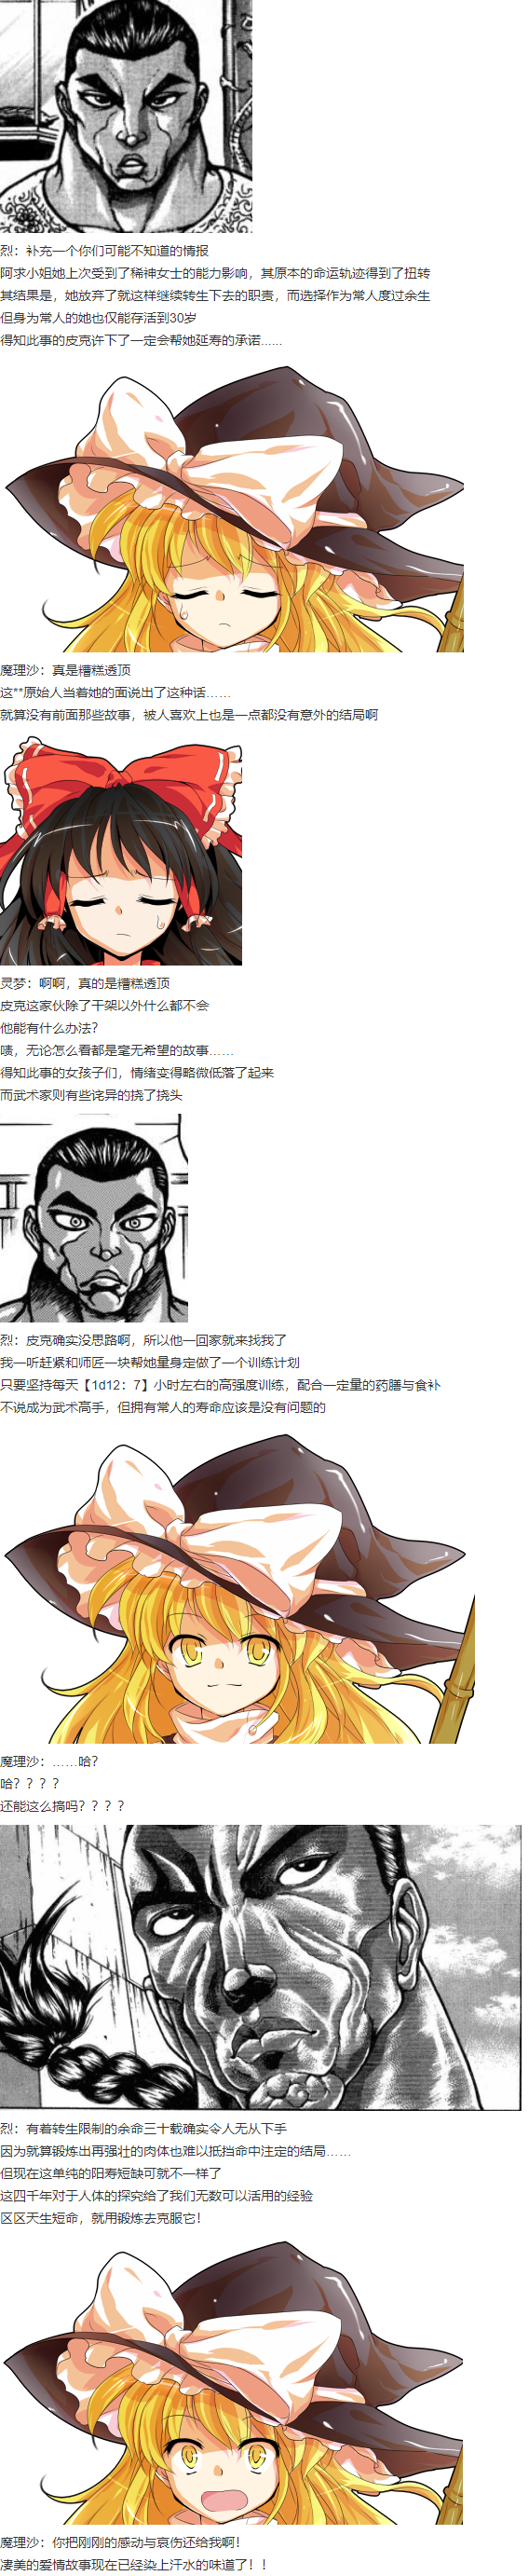 烈：补充一个你们可能不知道的情报
阿求小姐她上次受到了稀神女士的能力影响，其原本的命运轨迹得到了扭转
其结果是，她放弃了就这样继续转生下去的职责，而选择作为常人度过余生
但身为常人的她也仅能存活到30岁
得知此事的皮克许下了一定会帮她延寿的承诺......
魔理沙：真是糟糕透顶
这**原始人当着她的面说出了这种话……
就算没有前面那些故事，被人喜欢上也是一点都没有意外的结局啊
灵梦：啊啊，真的是糟糕透顶
皮克这家伙除了干架以外什么都不会
他能有什么办法？
啧，无论怎么看都是毫无希望的故事……
得知此事的女孩子们，情绪变得略微低落了起来
而武术家则有些诧异的挠了挠头
烈：皮克确实没思路啊，所以他一回家就来找我了
我一听赶紧和师匠一块帮她量身定做了一个训练计划
只要坚持每天【1d12：7】小时左右的高强度训练，配合一定量的药膳与食补
不说成为武术高手，但拥有常人的寿命应该是没有问题的
魔理沙：……哈？
哈？？？？
还能这么搞吗？？？？
烈：有着转生限制的余命三十载确实令人无从下手
因为就算锻炼出再强壮的肉体也难以抵挡命中注定的结局……
但现在这单纯的阳寿短缺可就不一样了
这四千年对于人体的探究给了我们无数可以活用的经验
区区天生短命，就用锻炼去克服它！
魔理沙：你把刚刚的感动与哀伤还给我啊！
凄美的爱情故事现在已经染上汗水的味道了！！